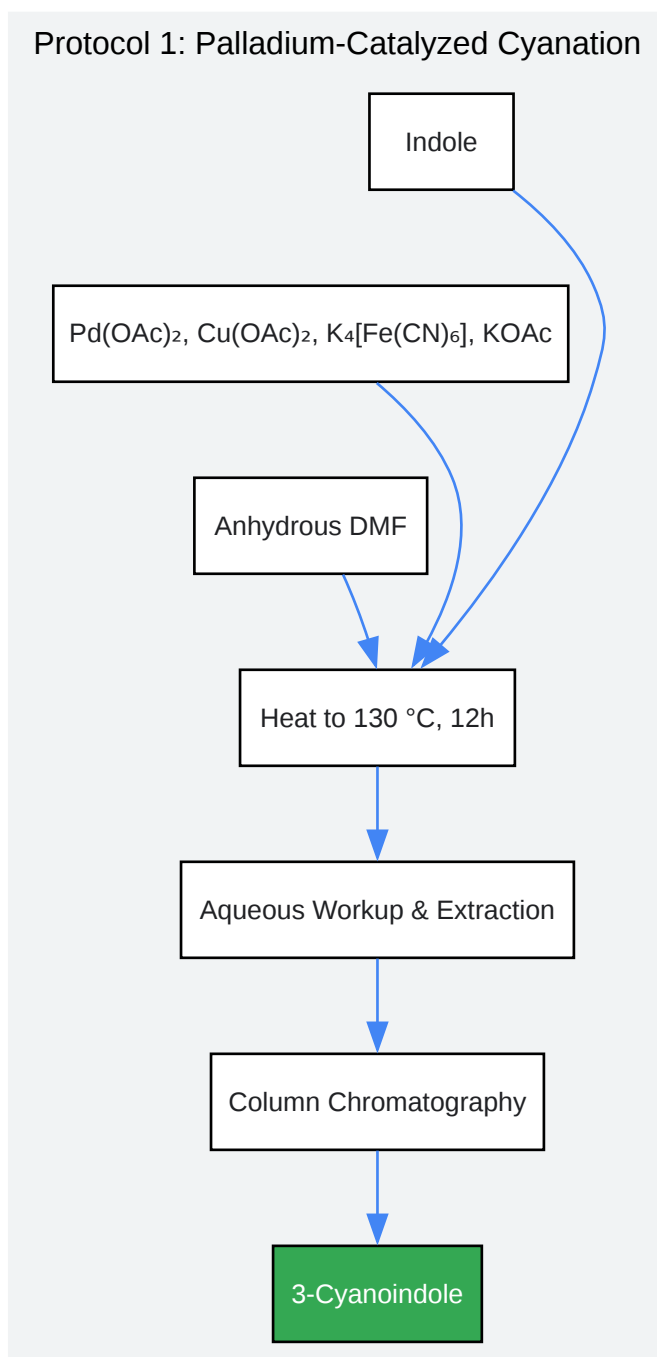 Protocol 1: Palladium-Catalyzed Cyanation
Indole
Pd(OAc)₂, Cu(OAc)₂, K₄[Fe(CN)₆], KOAc
Anhydrous DMF
Heat to 130 °C, 12h
Aqueous Workup & Extraction
Column Chromatography
3-Cyanoindole